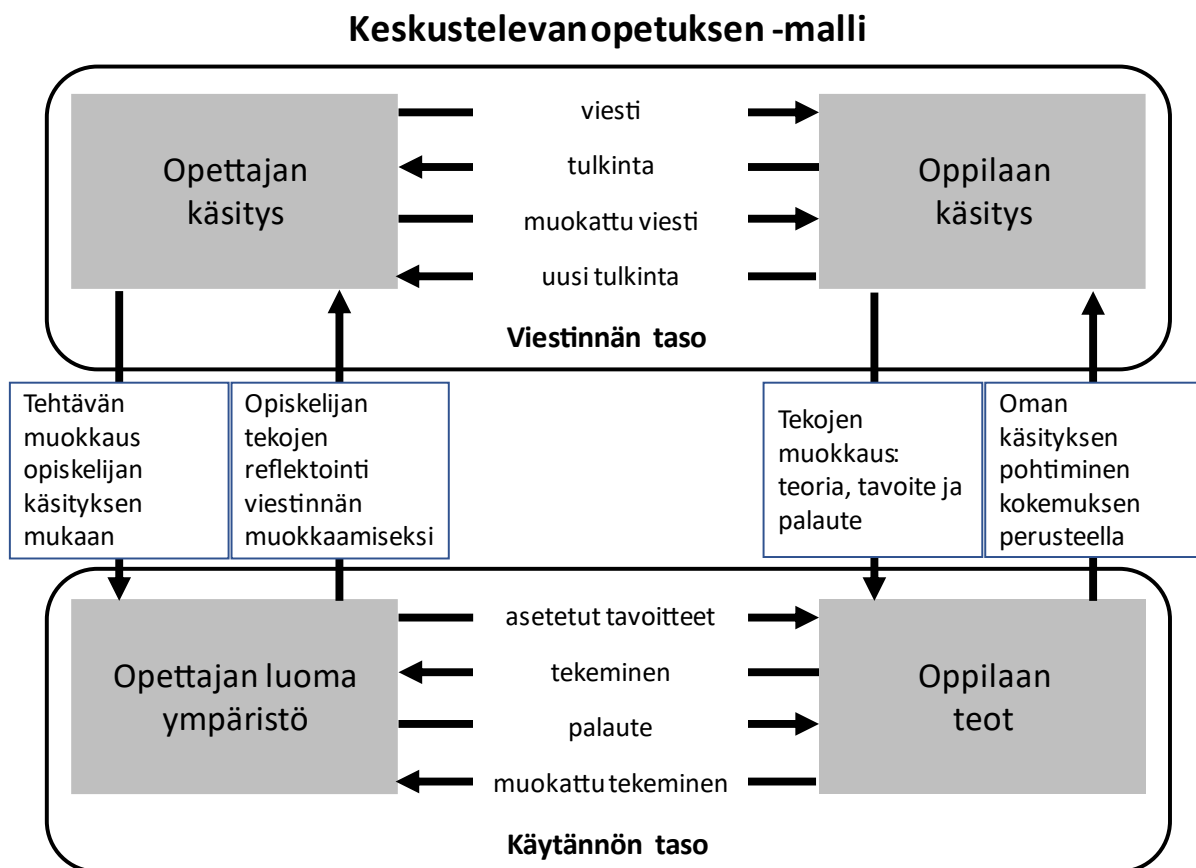 Keskustelevan opetuksen -malli
Opettajan
käsitys
viesti
tulkinta
muokattu viesti
uusi tulkinta
Oppilaan
käsitys
Viestinnän taso
Tehtävän
muokkaus
opiskelijan
käsityksen
mukaan
Opiskelijan
tekojen
reflektointi
viestinnän
muokkaamiseksi
Tekojen
muokkaus:
teoria, tavoite ja
palaute
Oman
käsityksen
pohtiminen
kokemuksen
perusteella
Opettajan luoma
ympäristö
asetetut tavoitteet
tekeminen
palaute
muokattu tekeminen
Oppilaan
teot
Käytännön taso